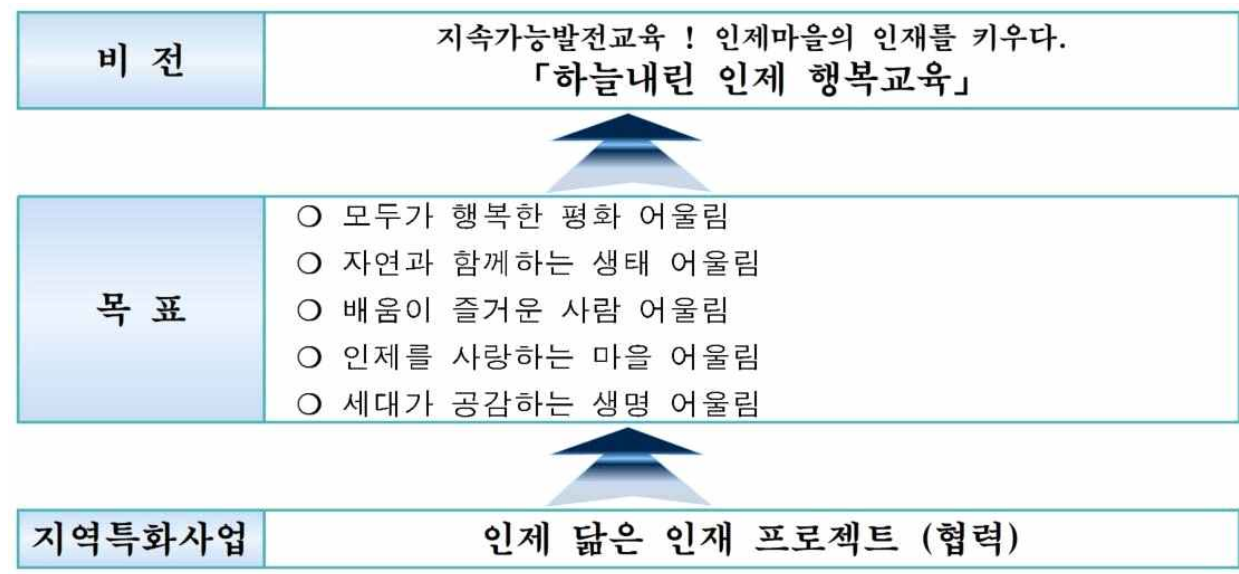 비 전
지속가능발전교육 ! 인제마을의 인재를 키우다.
「하늘내린 인제 행복교육」
목 표
❍ 모두가 행복한 평화 어울림
❍ 자연과 함께하는 생태 어울림
❍ 배움이 즐거운 사람 어울림
❍ 인제를 사랑하는 마을 어울림
❍ 세대가 공감하는 생명 어울림
지역특화사업
인제 닮은 인재 프로젝트 (협력)